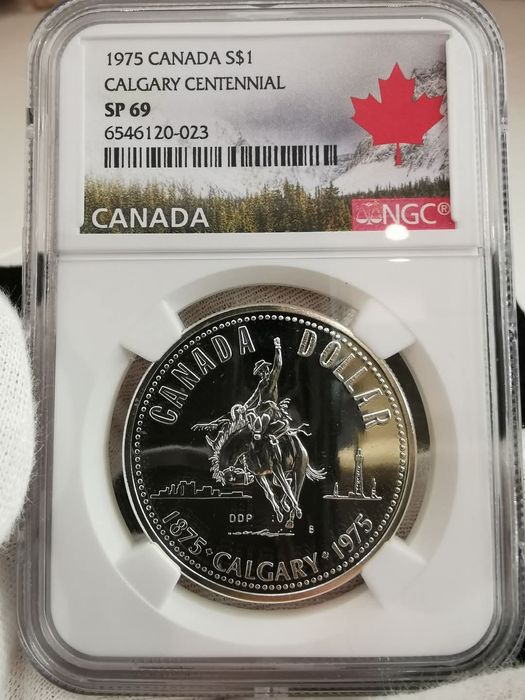 1975 CANADA S$1
CALGARY CENTENNIAL
SP 69
6546120-023
CANADA
NGC®
CANADA DOLLAR
DDP B
1875 • CALGARY • 1975